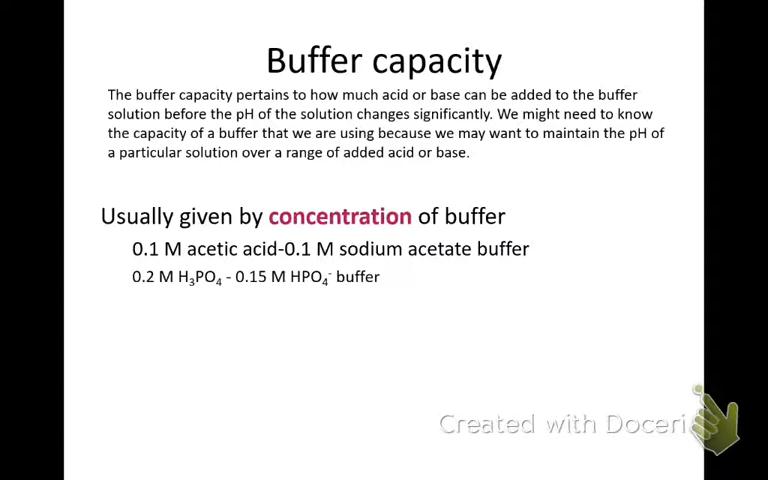 Buffer capacity
The buffer capacity pertains to how much acid or base can be added to the buffer
solution before the pH of the solution changes significantly. We might need to know
the capacity of a buffer that we are using because we may want to maintain the pH of
a particular solution over a range of added acid or base.
Usually given by concentration of buffer
0.1 M acetic acid-0.1 M sodium acetate buffer
0.2 M H₃PO₄ - 0.15 M HPO₄⁻ buffer
Created with Doceri